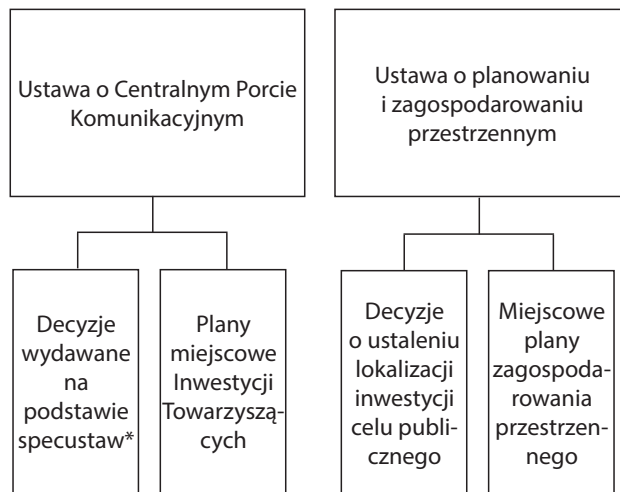 Ustawa o Centralnym Porcie
Komunikacyjnym
Ustawa o planowaniu
i zagospodarowaniu
przestrzennym
Decyzje
wydawane
na
podstawie
specustaw*
Plany
miejscowe
Inwestycji
Towarzyszą-
cych
Decyzje
o ustaleniu
lokalizacji
inwestycji
celu publi-
cznego
Miejscowe
plany
zagospoda-
rowania
przestrzen-
nego